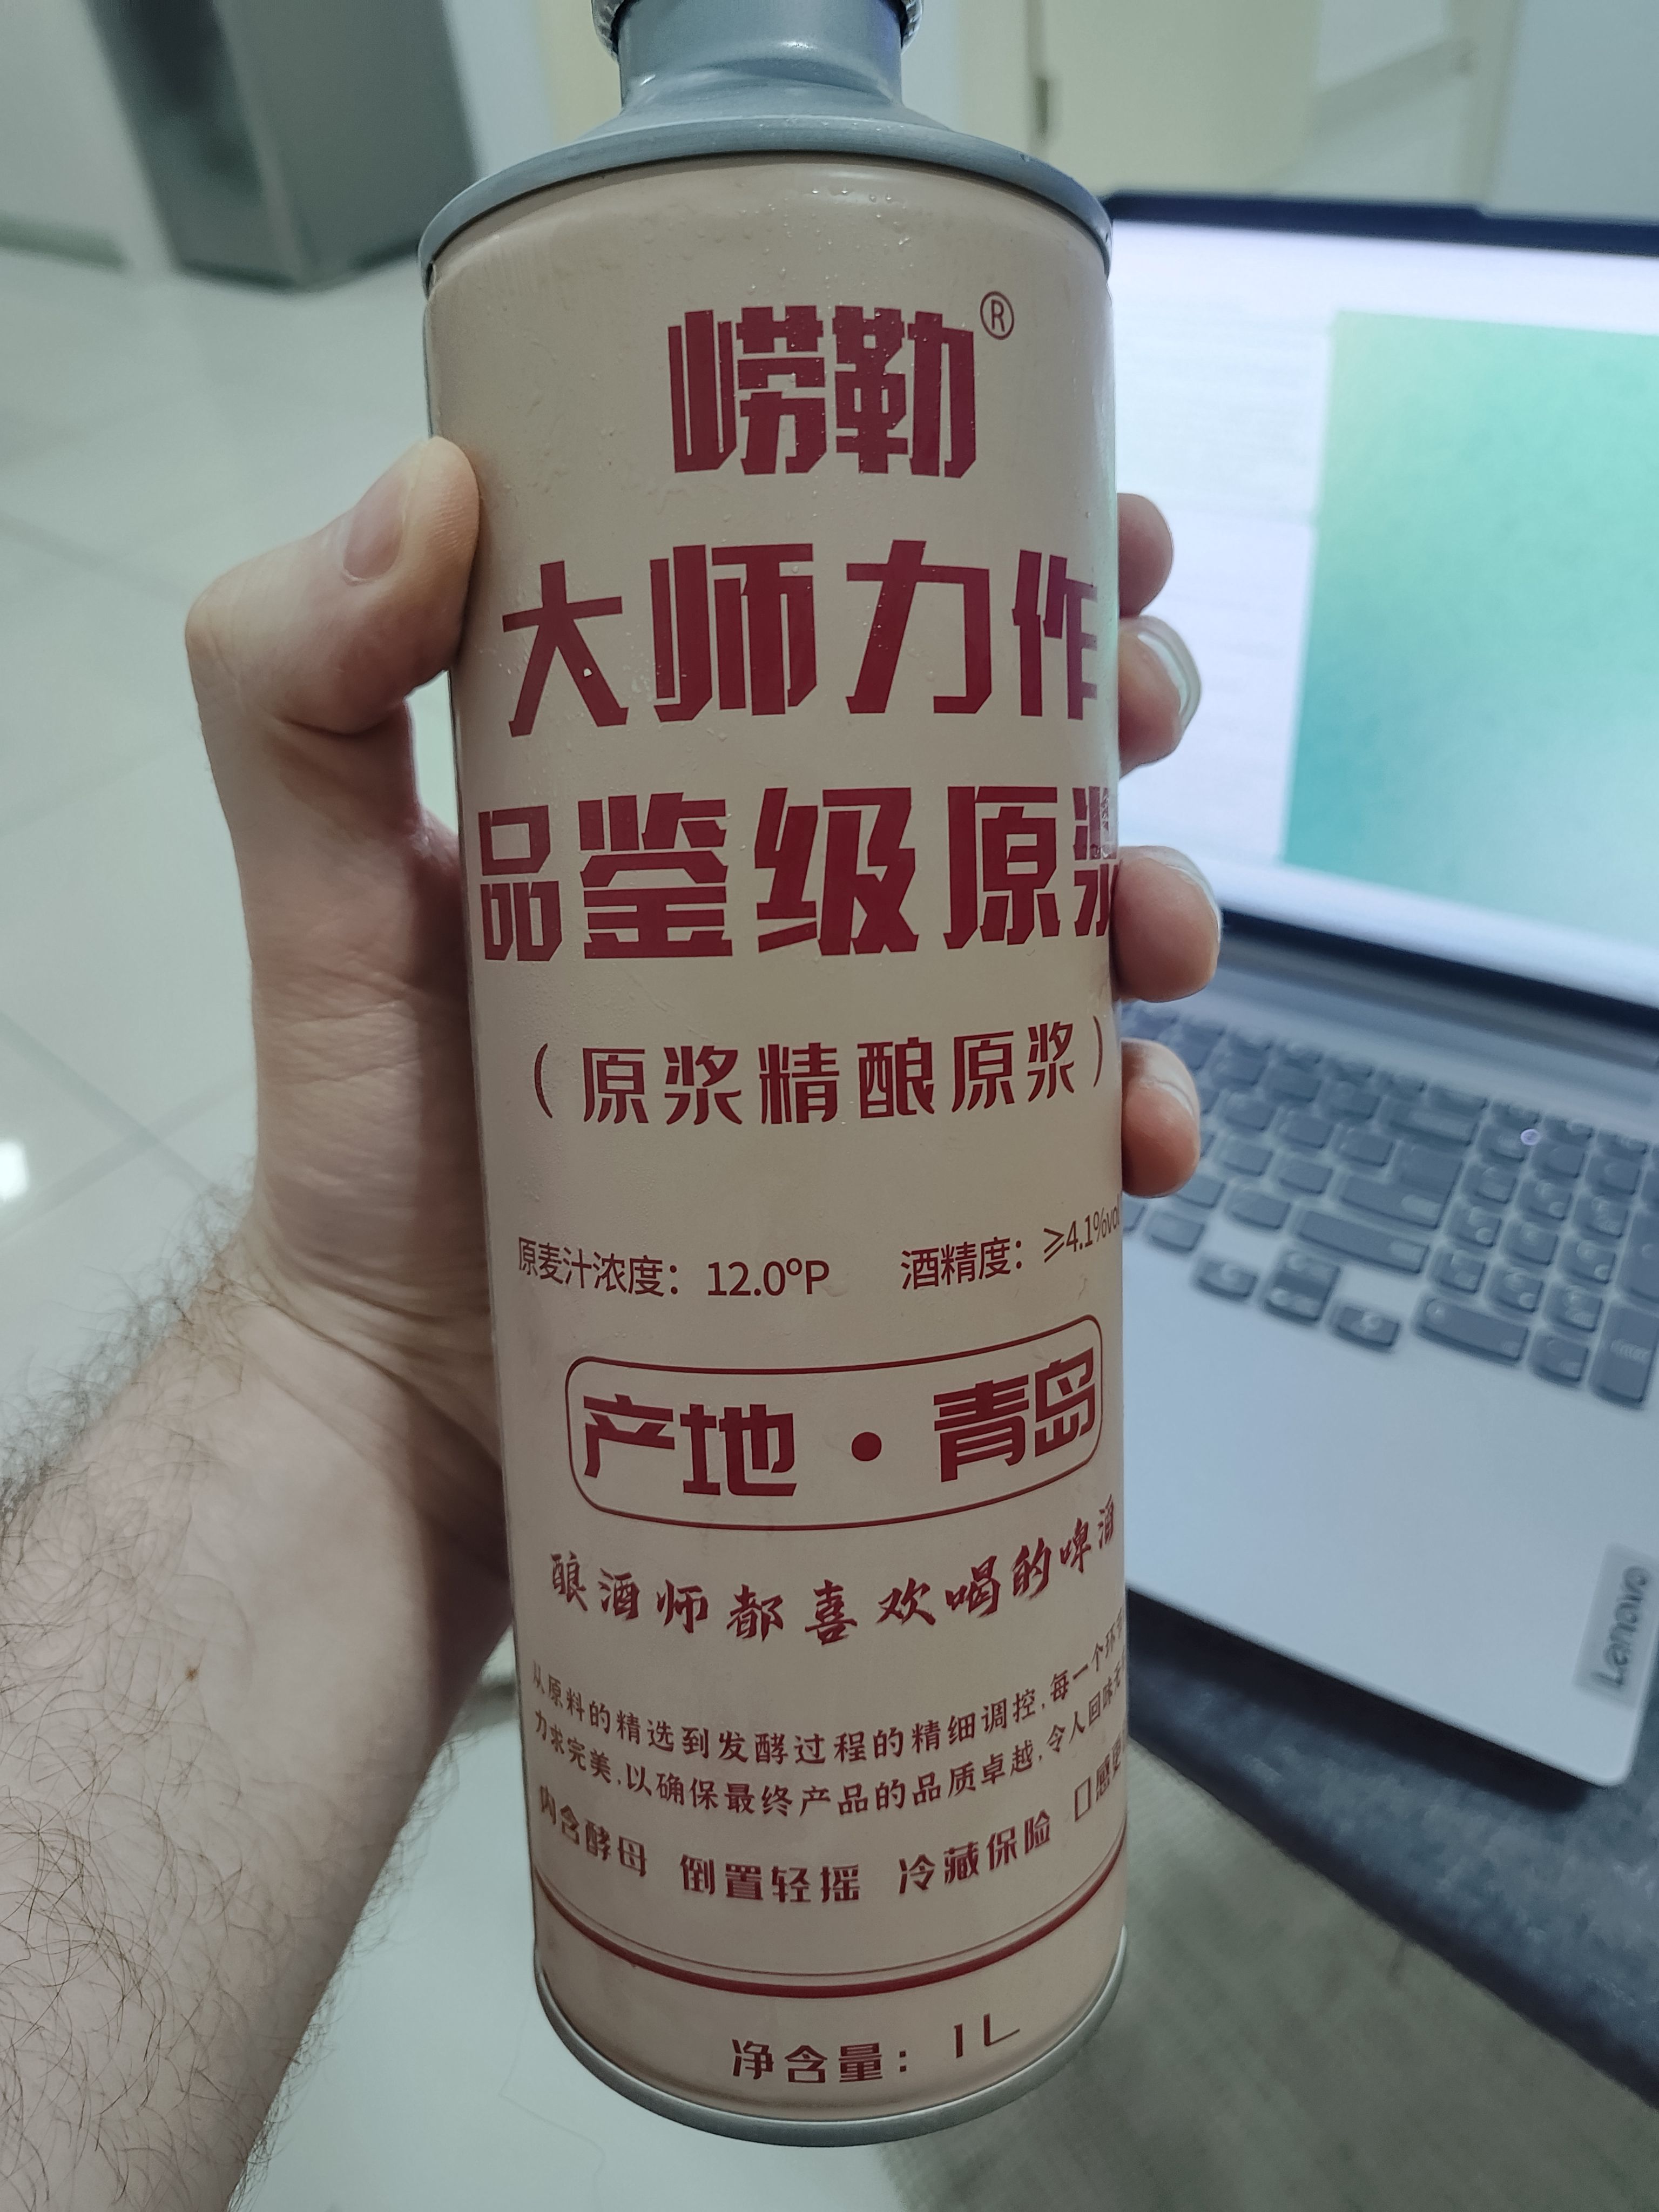 崂勒®
大师力作
品鉴级原浆
（原浆精酿原浆）
原麦汁浓度：12.0°P 酒精度：≥4.1%vol
产地·青岛
酿酒师都喜欢喝的啤酒
从原料的精选到发酵过程的精细调控,每一个环
力求完美,以确保最终产品的品质卓越,令人回味
内含酵母 倒置轻摇 冷藏保险
净含量：1L
Lenovo